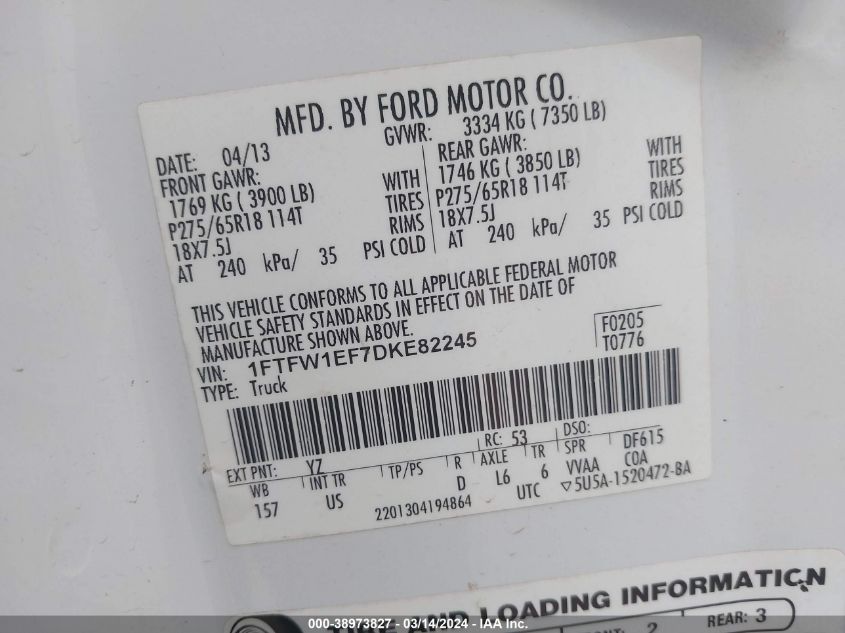 MFD. BY FORD MOTOR CO.
DATE: 04/13 GVWR: 3334 KG ( 7350 LB)
FRONT GAWR: REAR GAWR:
1769 KG ( 3900 LB) WITH 1746 KG ( 3850 LB) WITH
P275/65R18 114T TIRES P275/65R18 114T TIRES
18X7.5J RIMS 18X7.5J RIMS
AT 240 kPa/ 35 PSI COLD AT 240 kPa/ 35 PSI COLD
THIS VEHICLE CONFORMS TO ALL APPLICABLE FEDERAL MOTOR
VEHICLE SAFETY STANDARDS IN EFFECT ON THE DATE OF
MANUFACTURE SHOWN ABOVE.
VIN: 1FTFW1EF7DKE82245 F0205
TYPE: Truck T0776
EXT PNT: YZ RC: 53 DSO:
WB INT TR TP/PS R AXLE TR SPR DF615
157 US D L6 6 VVAA COA
2201304194864 UTC ▽5U5A-1520472-BA
TIRE AND LOADING INFORMATION
2 REAR: 3
000-38973827 - 03/14/2024 - IAA Inc.